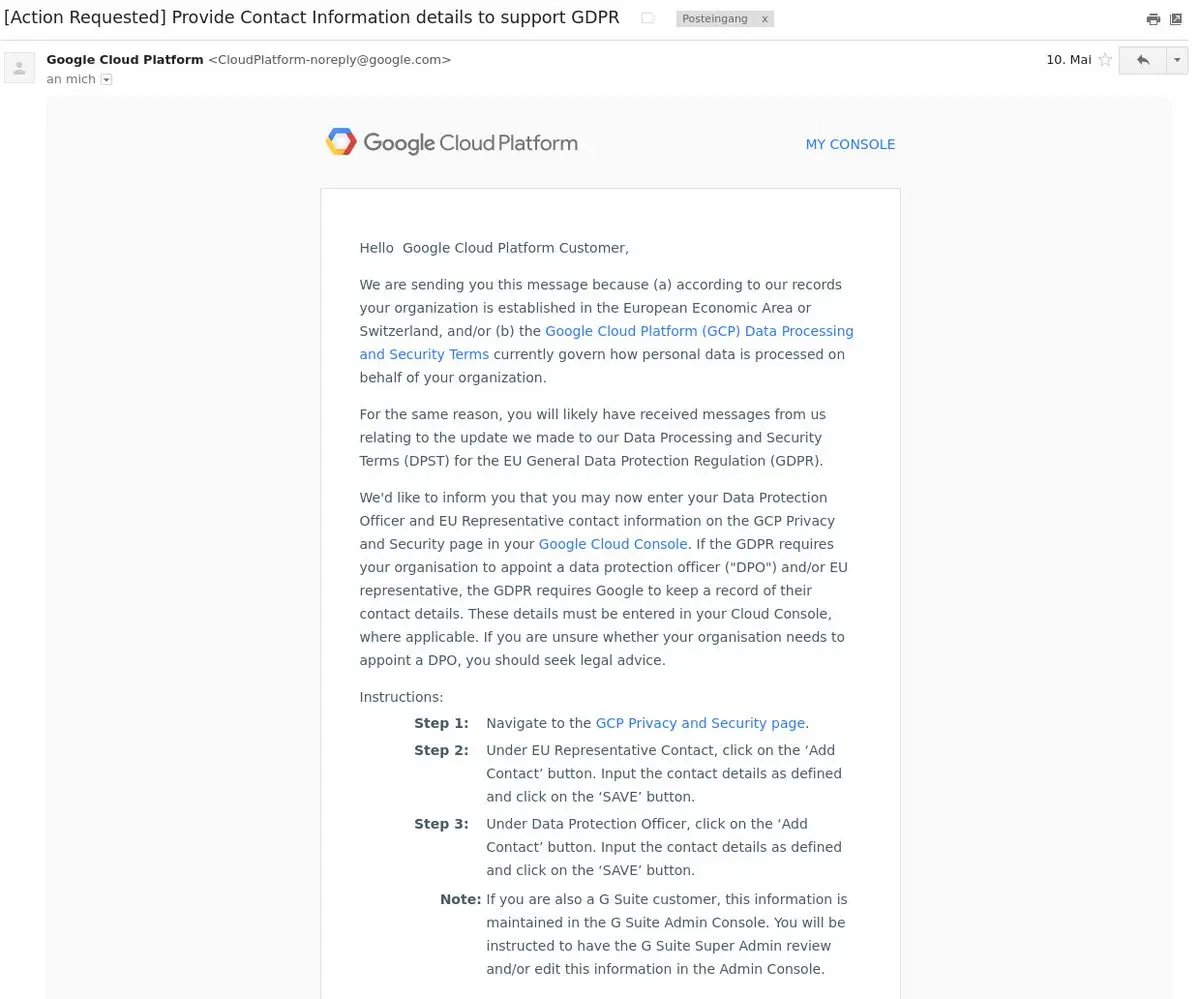 [Action Requested] Provide Contact Information details to support GDPR
Posteingang x
Google Cloud Platform <CloudPlatform-noreply@google.com>
10. Mai
an mich
Google Cloud Platform
MY CONSOLE
Hello  Google Cloud Platform Customer,
We are sending you this message because (a) according to our records
your organization is established in the European Economic Area or
Switzerland, and/or (b) the Google Cloud Platform (GCP) Data Processing
and Security Terms currently govern how personal data is processed on
behalf of your organization.
For the same reason, you will likely have received messages from us
relating to the update we made to our Data Processing and Security
Terms (DPST) for the EU General Data Protection Regulation (GDPR).
We'd like to inform you that you may now enter your Data Protection
Officer and EU Representative contact information on the GCP Privacy
and Security page in your Google Cloud Console. If the GDPR requires
your organisation to appoint a data protection officer ("DPO") and/or EU
representative, the GDPR requires Google to keep a record of their
contact details. These details must be entered in your Cloud Console,
where applicable. If you are unsure whether your organisation needs to
appoint a DPO, you should seek legal advice.
Instructions:
Step 1: Navigate to the GCP Privacy and Security page.
Step 2: Under EU Representative Contact, click on the ‘Add
Contact’ button. Input the contact details as defined
and click on the ‘SAVE’ button.
Step 3: Under Data Protection Officer, click on the ‘Add
Contact’ button. Input the contact details as defined
and click on the ‘SAVE’ button.
Note: If you are also a G Suite customer, this information is
maintained in the G Suite Admin Console. You will be
instructed to have the G Suite Super Admin review
and/or edit this information in the Admin Console.